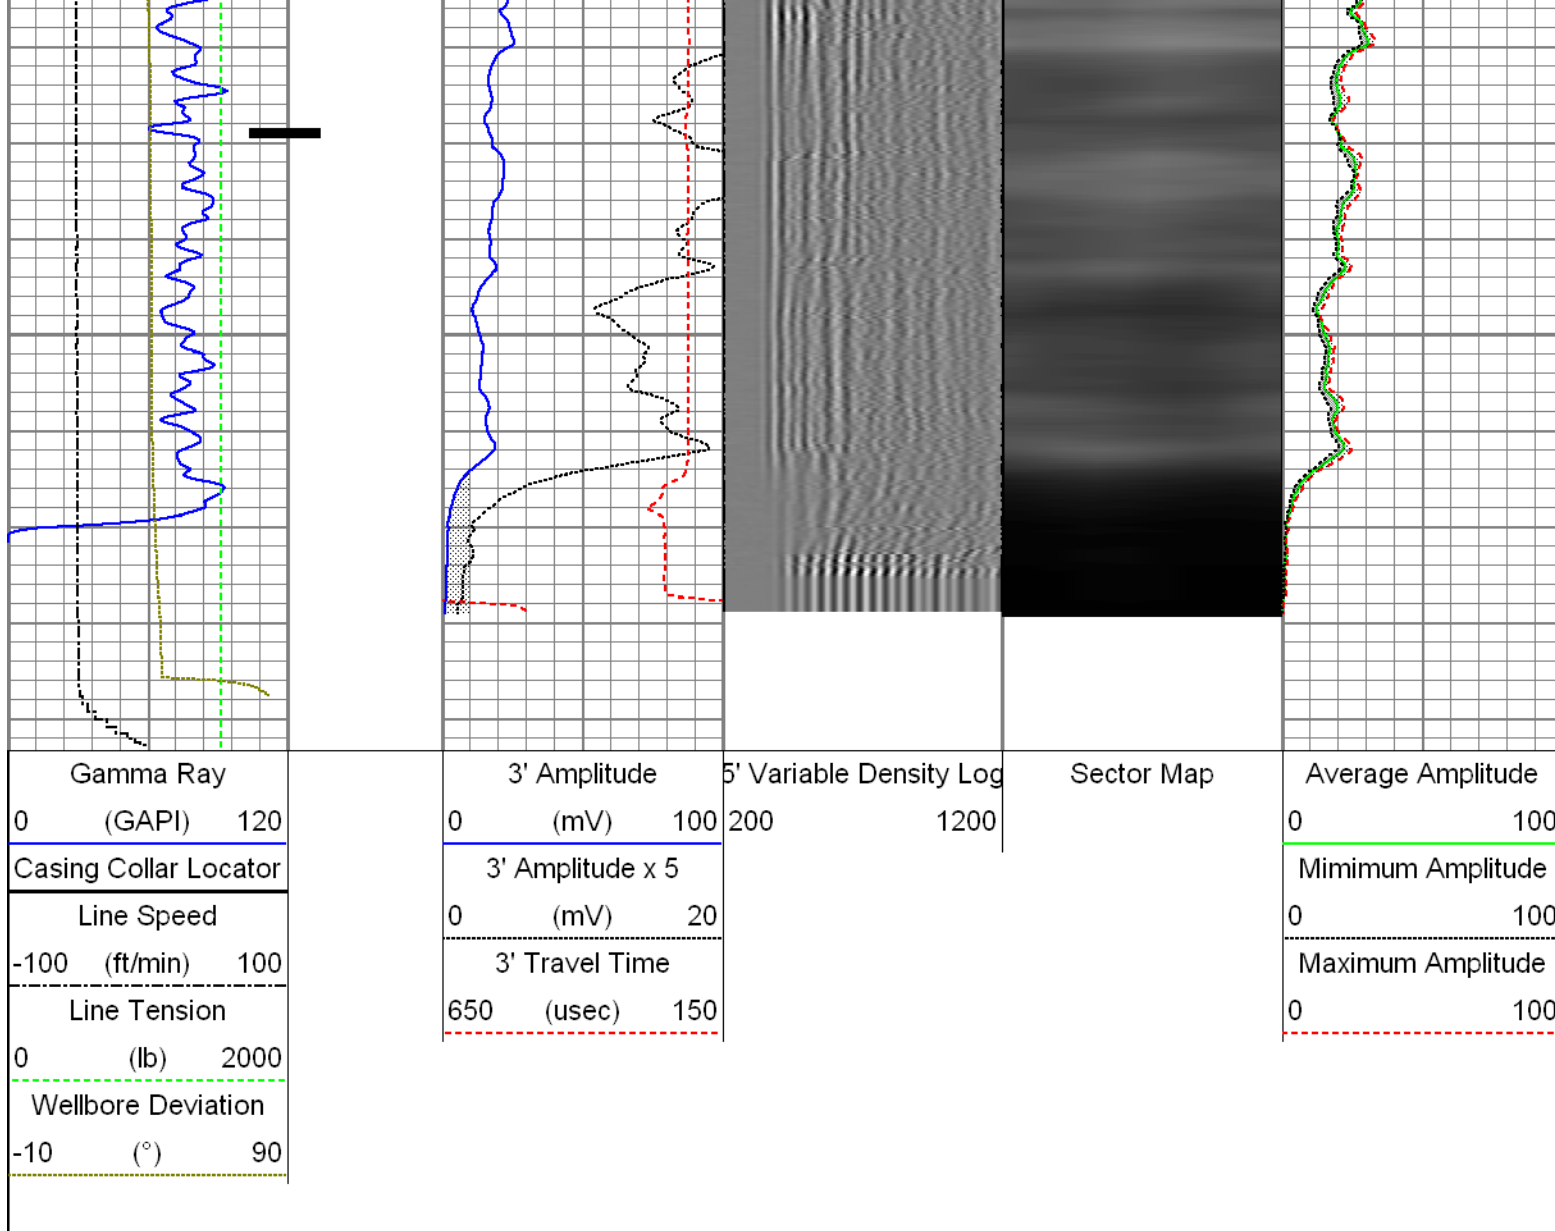 Gamma Ray
0 (GAPI) 120
Casing Collar Locator
Line Speed
-100 (ft/min) 100
Line Tension
0 (lb) 2000
Wellbore Deviation
-10 (°) 90
3' Amplitude
0 (mV) 100
3' Amplitude x 5
0 (mV) 20
3' Travel Time
650 (usec) 150
5' Variable Density Log
200 1200
Sector Map
Average Amplitude
0 100
Mimimum Amplitude
0 100
Maximum Amplitude
0 100